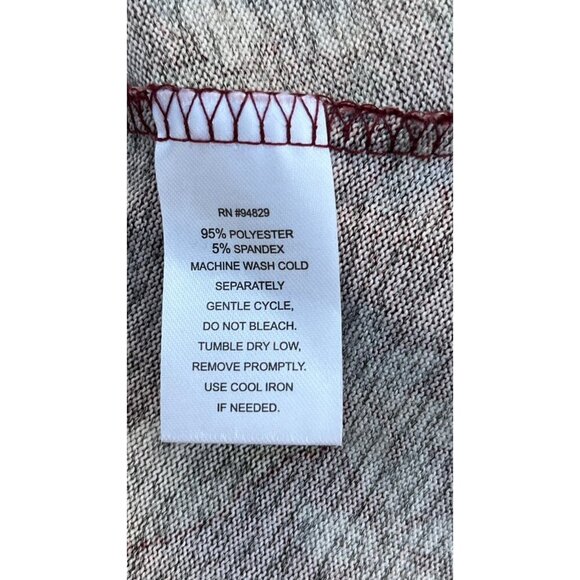 RN #94829
95% POLYESTER
5% SPANDEX
MACHINE WASH COLD
SEPARATELY
GENTLE CYCLE,
DO NOT BLEACH.
TUMBLE DRY LOW,
REMOVE PROMPTLY.
USE COOL IRON
IF NEEDED.